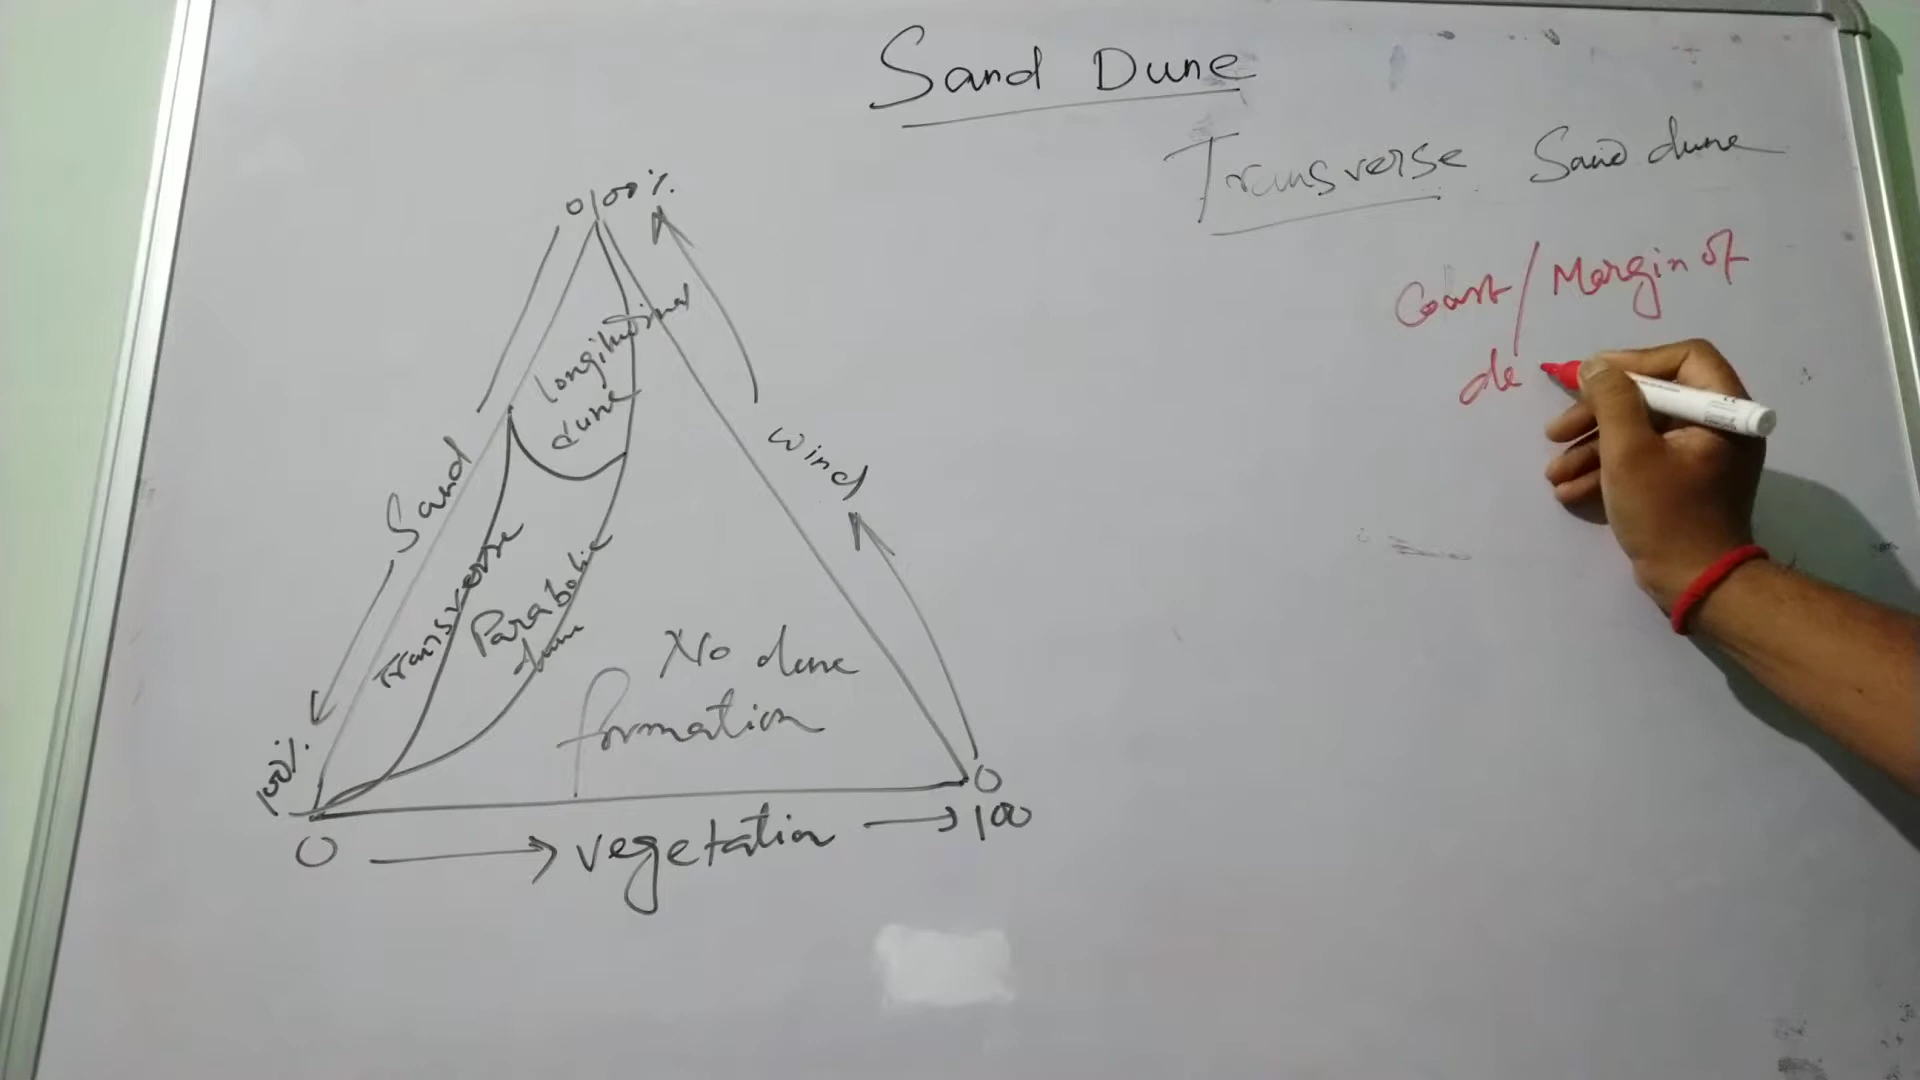 Sand Dune
Transverse Sand dune
Coast/Margin of
de
0 100%
Longitudinal
dune
Sand
wind
Transverse
Parabolic
dune
No dune
formation
100%
0
0
→ vegetation → 100